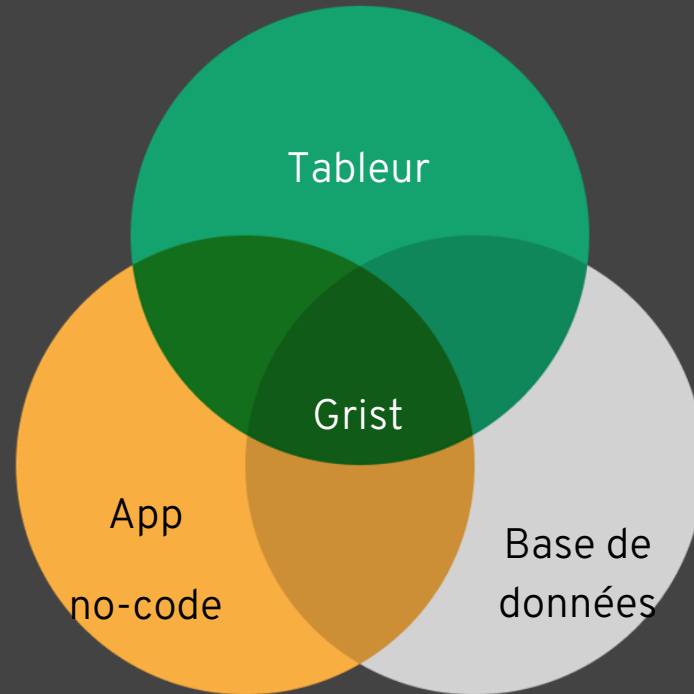 Tableur
Grist
App
no-code
Base de
données